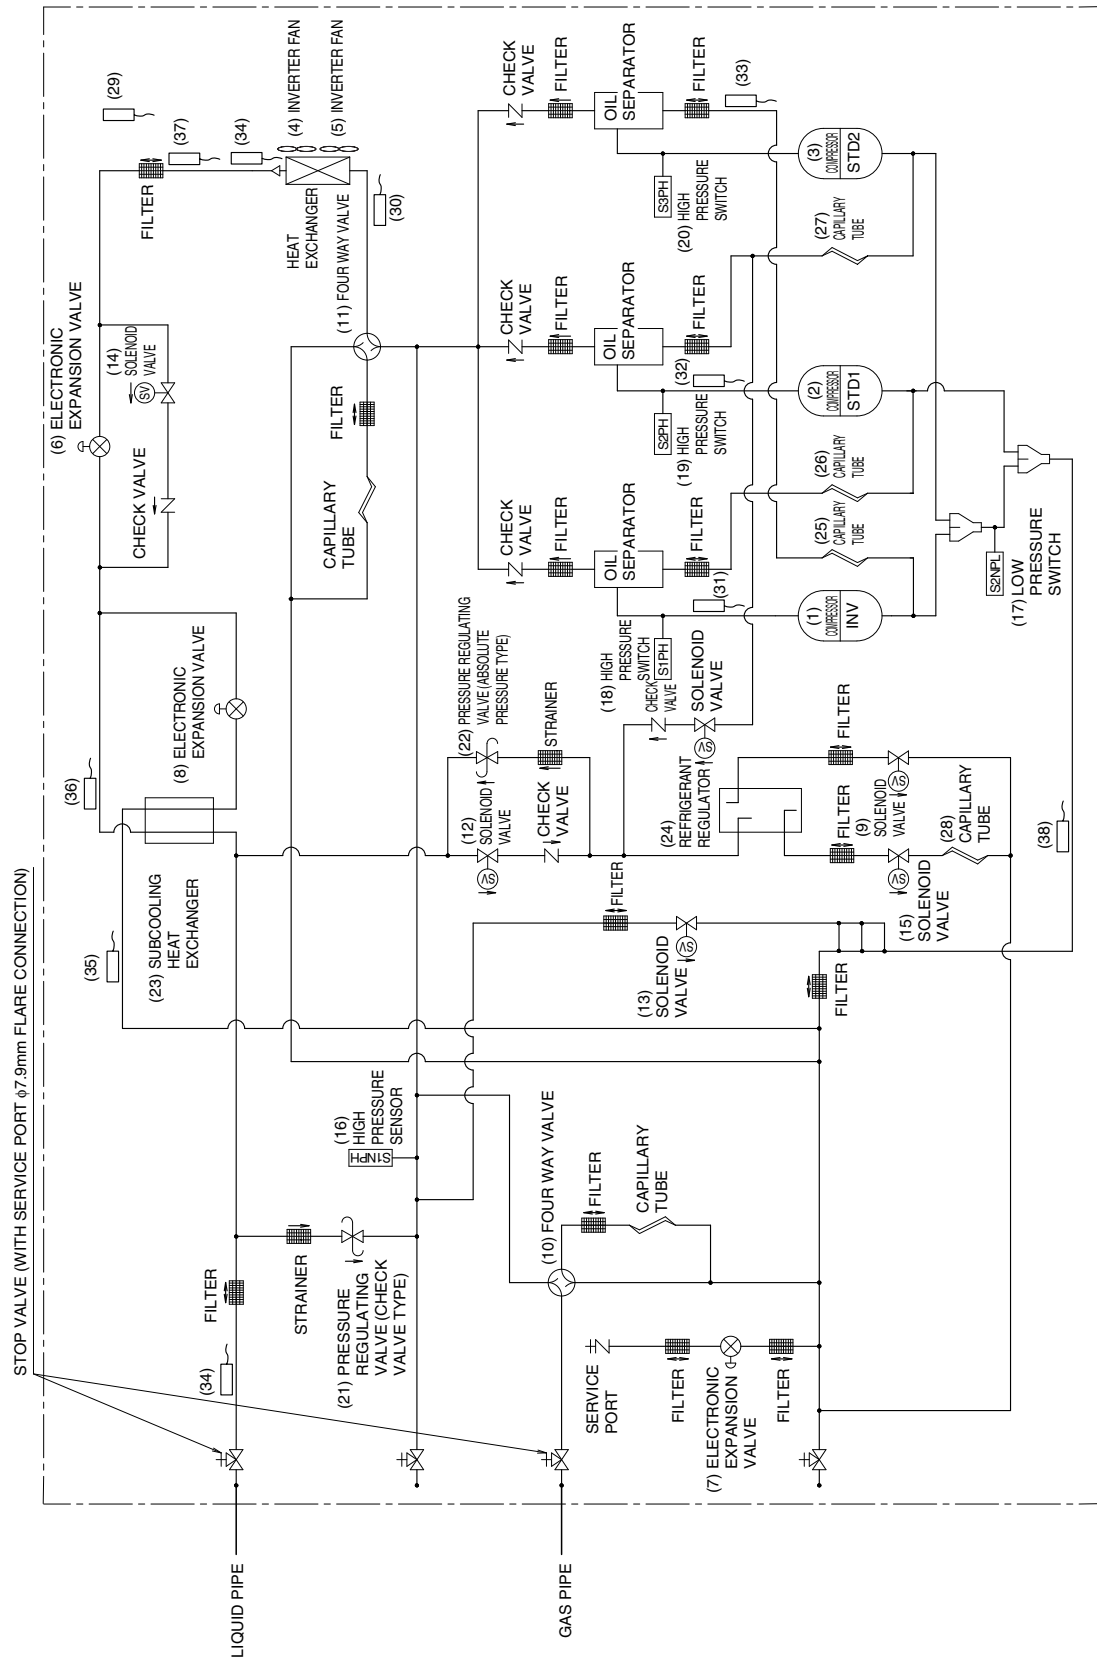 STOP VALVE (WITH SERVICE PORT φ7.9mm FLARE CONNECTION)
LIQUID PIPE
GAS PIPE
(29)
(37)
(34)
(4) INVERTER FAN
(5) INVERTER FAN
FILTER
HEAT
EXCHANGER
(30)
(11) FOUR WAY VALVE
(6) ELECTRONIC
EXPANSION VALVE
(14)
SOLENOID
VALVE
SV
CHECK VALVE
FILTER
CAPILLARY
TUBE
(36)
(8) ELECTRONIC
EXPANSION VALVE
(35)
(23) SUBCOOLING
HEAT
EXCHANGER
CHECK
VALVE
FILTER
OIL
SEPARATOR
FILTER
(33)
S3PH
(20) HIGH
PRESSURE
SWITCH
(3)
COMPRESSOR
STD2
(27)
CAPILLARY
TUBE
CHECK
VALVE
FILTER
OIL
SEPARATOR
FILTER
(32)
S2PH
(19) HIGH
PRESSURE
SWITCH
(2)
COMPRESSOR
STD1
(26)
CAPILLARY
TUBE
(25)
CAPILLARY
TUBE
CHECK
VALVE
FILTER
OIL
SEPARATOR
FILTER
(31)
S1PH
(18) HIGH
PRESSURE
SWITCH
(1)
COMPRESSOR
INV
S2NPL
(17) LOW
PRESSURE
SWITCH
(22) PRESSURE REGULATING
VALVE (ABSOLUTE
PRESSURE TYPE)
STRAINER
(12)
SOLENOID
VALVE
SV
CHECK
VALVE
CHECK
VALVE
SOLENOID
VALVE
SV
(24)
REFRIGERANT
REGULATOR
FILTER
SV
FILTER
(9)
SOLENOID
VALVE
SV
(28)
CAPILLARY
TUBE
(15)
SOLENOID
VALVE
(38)
FILTER
(13)
SOLENOID
VALVE
SV
FILTER
(16)
HIGH
PRESSURE
SENSOR
S1NPH
(10) FOUR WAY VALVE
FILTER
CAPILLARY
TUBE
FILTER
STRAINER
(34)
(21) PRESSURE
REGULATING
VALVE (CHECK
VALVE TYPE)
SERVICE
PORT
FILTER
(7) ELECTRONIC
EXPANSION
VALVE
FILTER